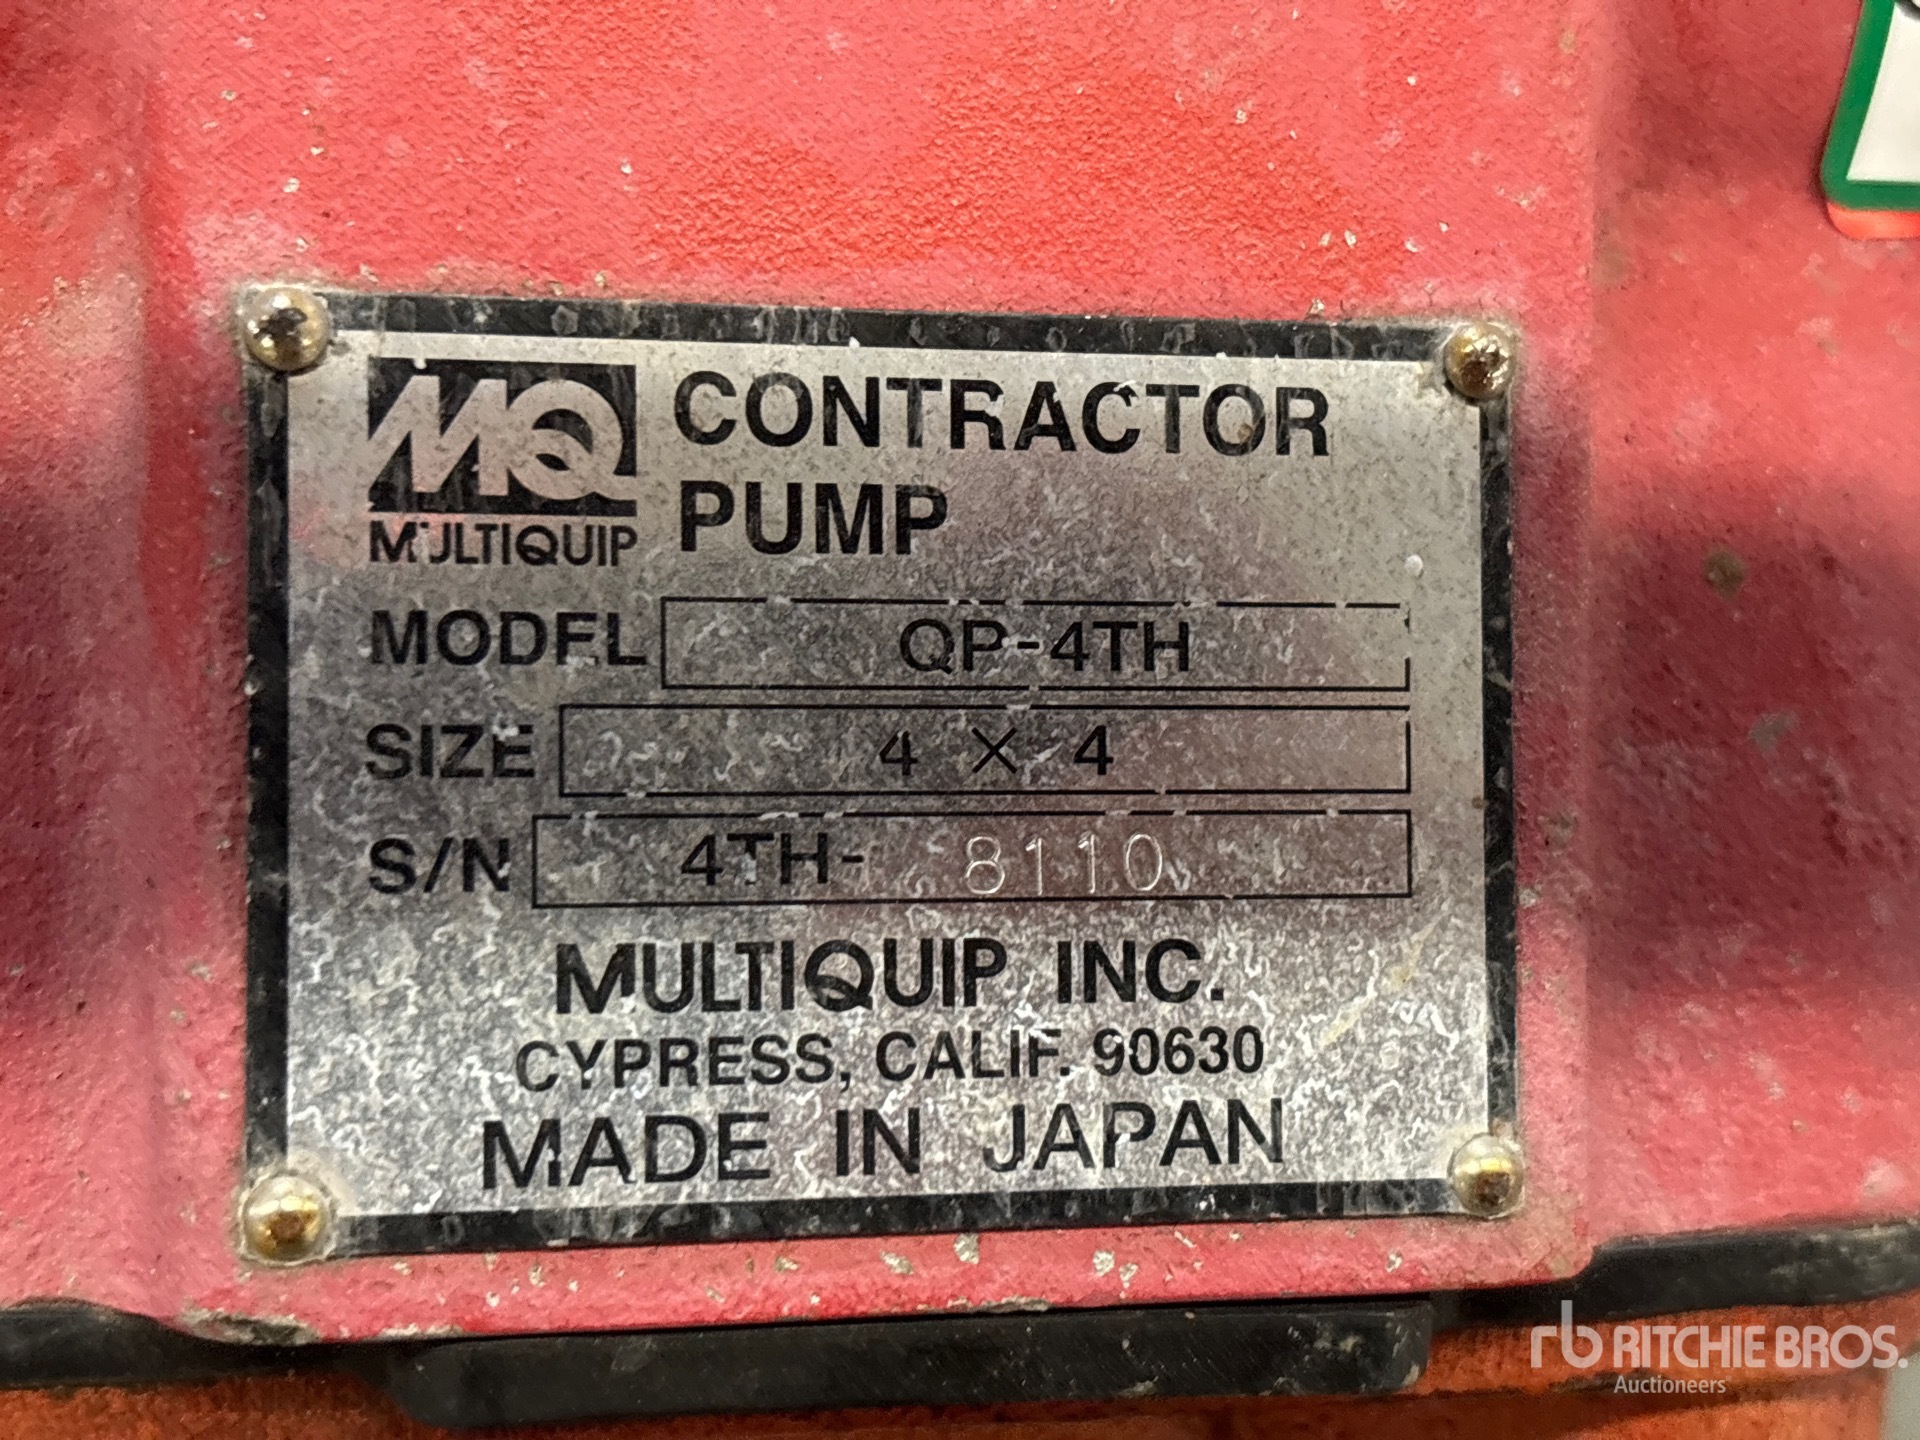 MQ CONTRACTOR
PUMP
MULTIQUIP
MODEL QP-4TH
SIZE 4 × 4
S/N 4TH- 8110
MULTIQUIP INC.
CYPRESS, CALIF. 90630
MADE IN JAPAN
rb RITCHIE BROS.
Auctioneers